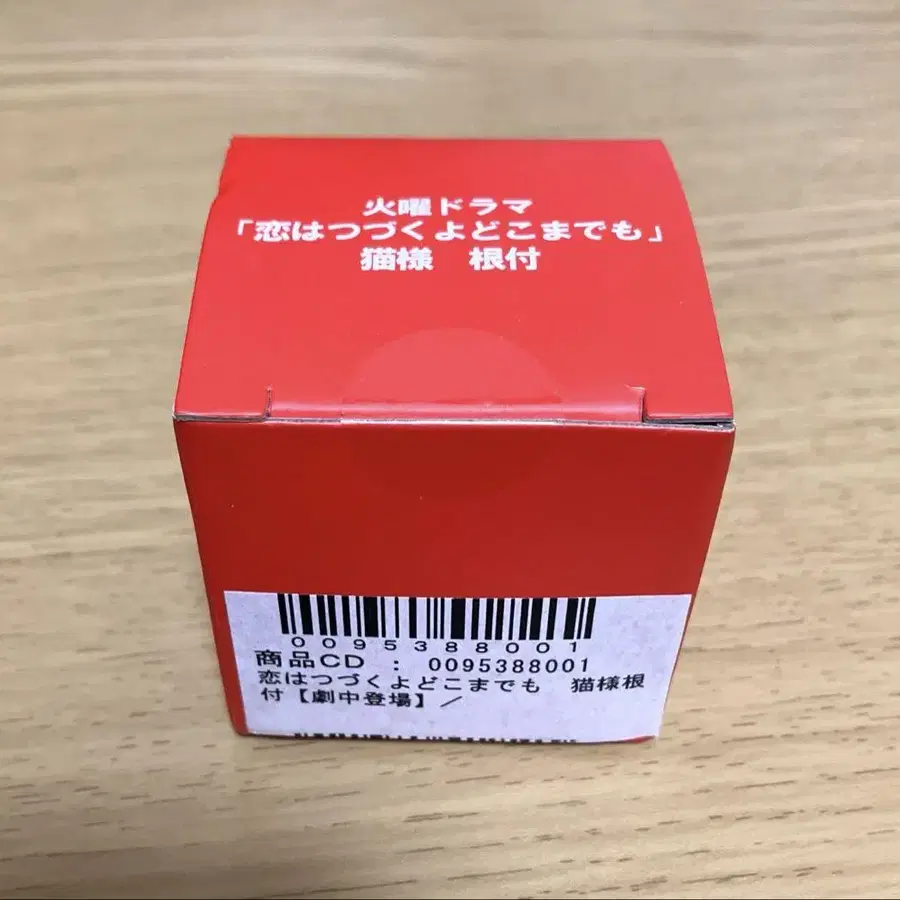 火曜ドラマ
「恋はつづくよどこまでも」
猫様　根付
0095388001
商品CD : 0095388001
恋はつづくよどこまでも　猫様根
付【劇中登場】／